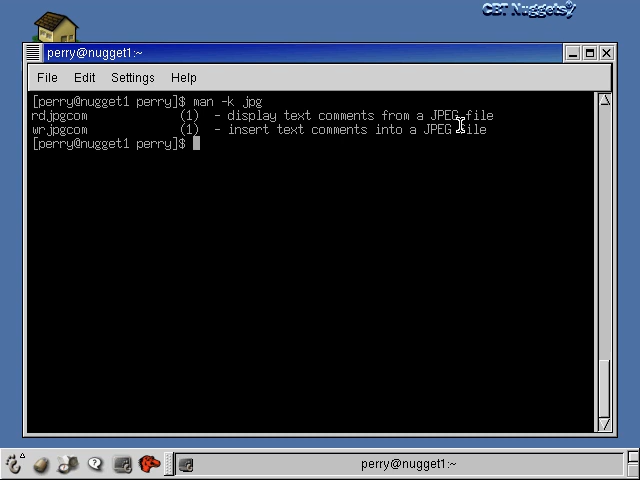 CBT Nuggets
perry@nugget1:~
File Edit Settings Help
[perry@nugget1 perry]$ man -k jpg
rdjpgcom (1) - display text comments from a JPEG file
wrjpgcom (1) - insert text comments into a JPEG file
[perry@nugget1 perry]$
perry@nugget1:~